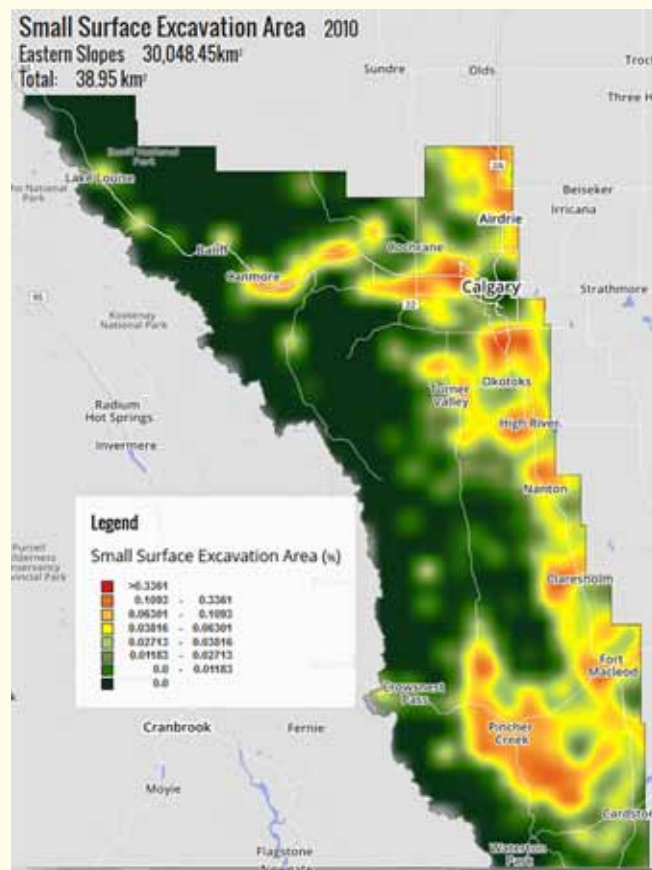 Small Surface Excavation Area 2010
Eastern Slopes 30,048.45km²
Total: 38.95 km²
Sundre
Olds
Three H
Lake Louise
National
Park
Beiseker
Irricana
Airdrie
Banff
Cochrane
Canmore
Calgary
Strathmore
22
Kootenay
National Park
Okotoks
Turner
Valley
Radium
Hot Springs
High River
Invermere
Nanton
Legend
Small Surface Excavation Area (%)
>0.3361
0.1093 - 0.3361
0.06301 - 0.1093
0.03816 - 0.06301
0.02713 - 0.03816
0.01183 - 0.02713
0.0 - 0.01183
0.0
Purcell
Claresholm
Fort
Macleod
Crowsnest
Pass
Cranbrook
Fernie
Pincher
Creek
Moyie
Cardston
Waterton
Park
Flagstone